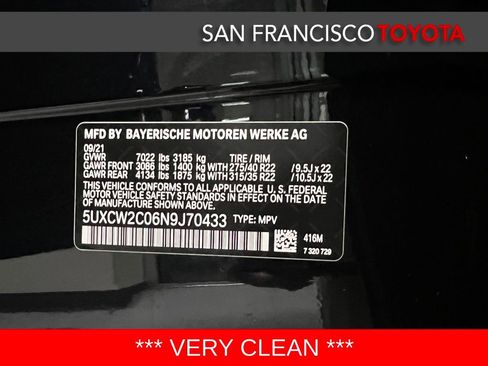 SAN FRANCISCO TOYOTA
MFD BY BAYERISCHE MOTOREN WERKE AG
09/21
GVWR 7022 lbs 3185 kg TIRE / RIM
GAWR FRONT 3086 lbs 1400 kg WITH 275/40 R22 / 9.5J x 22
GAWR REAR 4134 lbs 1875 kg WITH 315/35 R22 / 10.5J x 22
THIS VEHICLE CONFORMS TO ALL APPLICABLE U. S. FEDERAL
MOTOR VEHICLE SAFETY STANDARDS IN EFFECT ON THE
DATE OF MANUFACTURE SHOWN ABOVE.
5UXCW2C06N9J70433 TYPE: MPV
416M
7 320 729
*** VERY CLEAN ***